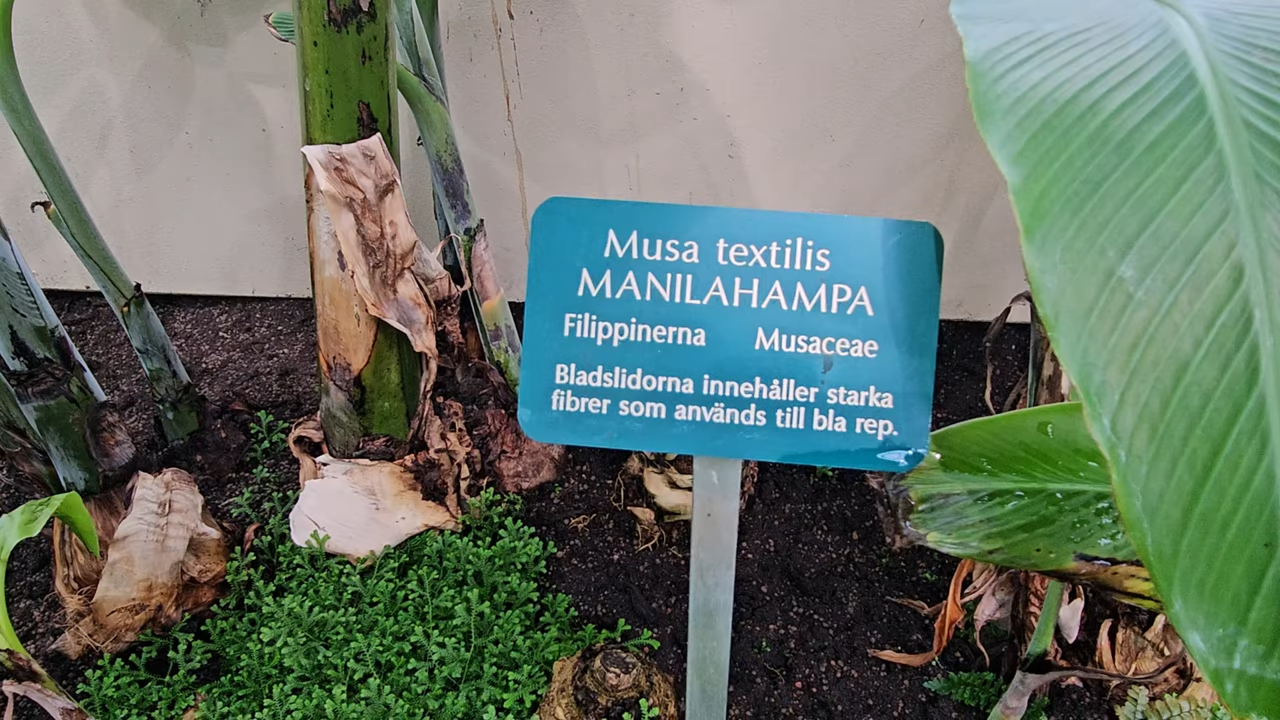 Musa textilis
MANILAHAMPA
Filippinerna Musaceae
Bladslidorna innehåller starka
fibrer som används till bla rep.